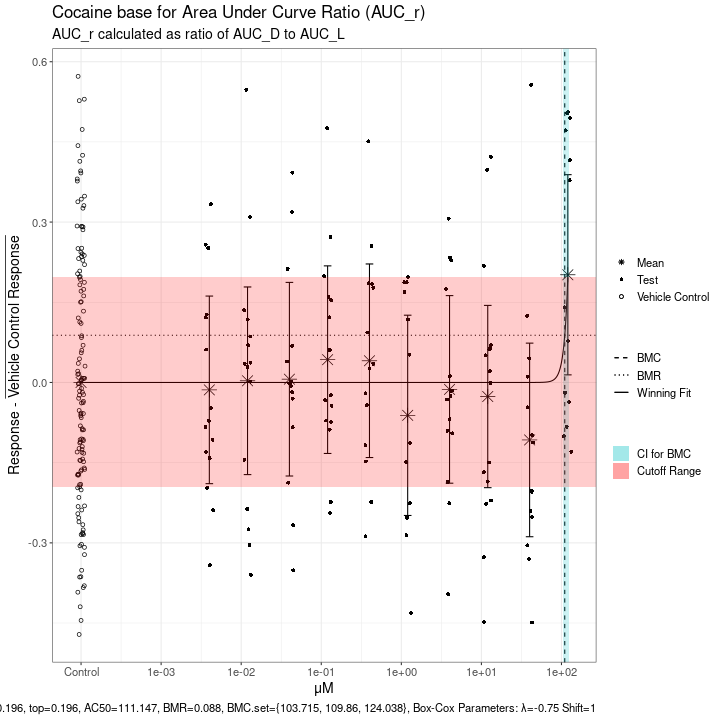 Cocaine base for Area Under Curve Ratio (AUC_r)
AUC_r calculated as ratio of AUC_D to AUC_L
Response - Vehicle Control Response
0.6
0.3
0.0
-0.3
Control
1e-03
1e-02
1e-01
1e+00
1e+01
1e+02
μM
Mean
Test
Vehicle Control
BMC
BMR
Winning Fit
CI for BMC
Cutoff Range
0.196, top=0.196, AC50=111.147, BMR=0.088, BMC.set={103.715, 109.86, 124.038}, Box-Cox Parameters: λ=-0.75 Shift=1